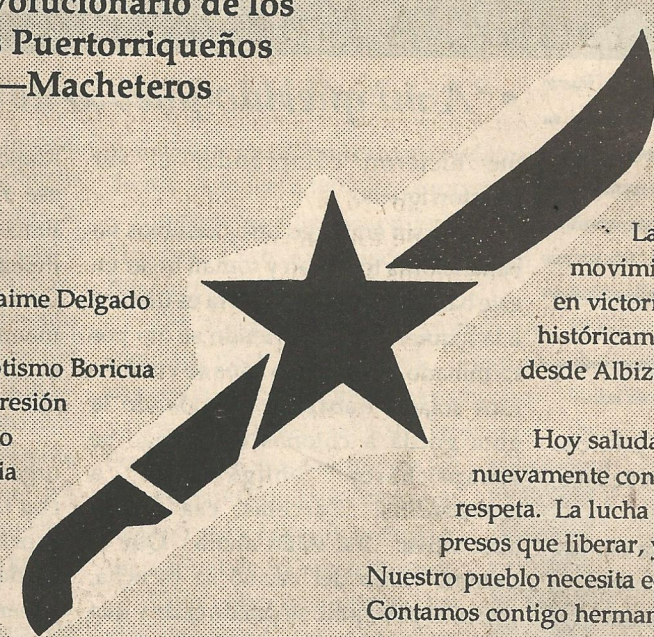 volucionario de los
Puertorriqueños
—Macheteros
aime Delgado
otismo Boricua
resión
o
ia
La
movimi
en victor
históricam
desde Albiz
Hoy saluda
nuevamente con
respeta. La lucha
presos que liberar, y
Nuestro pueblo necesita e
Contamos contigo herman